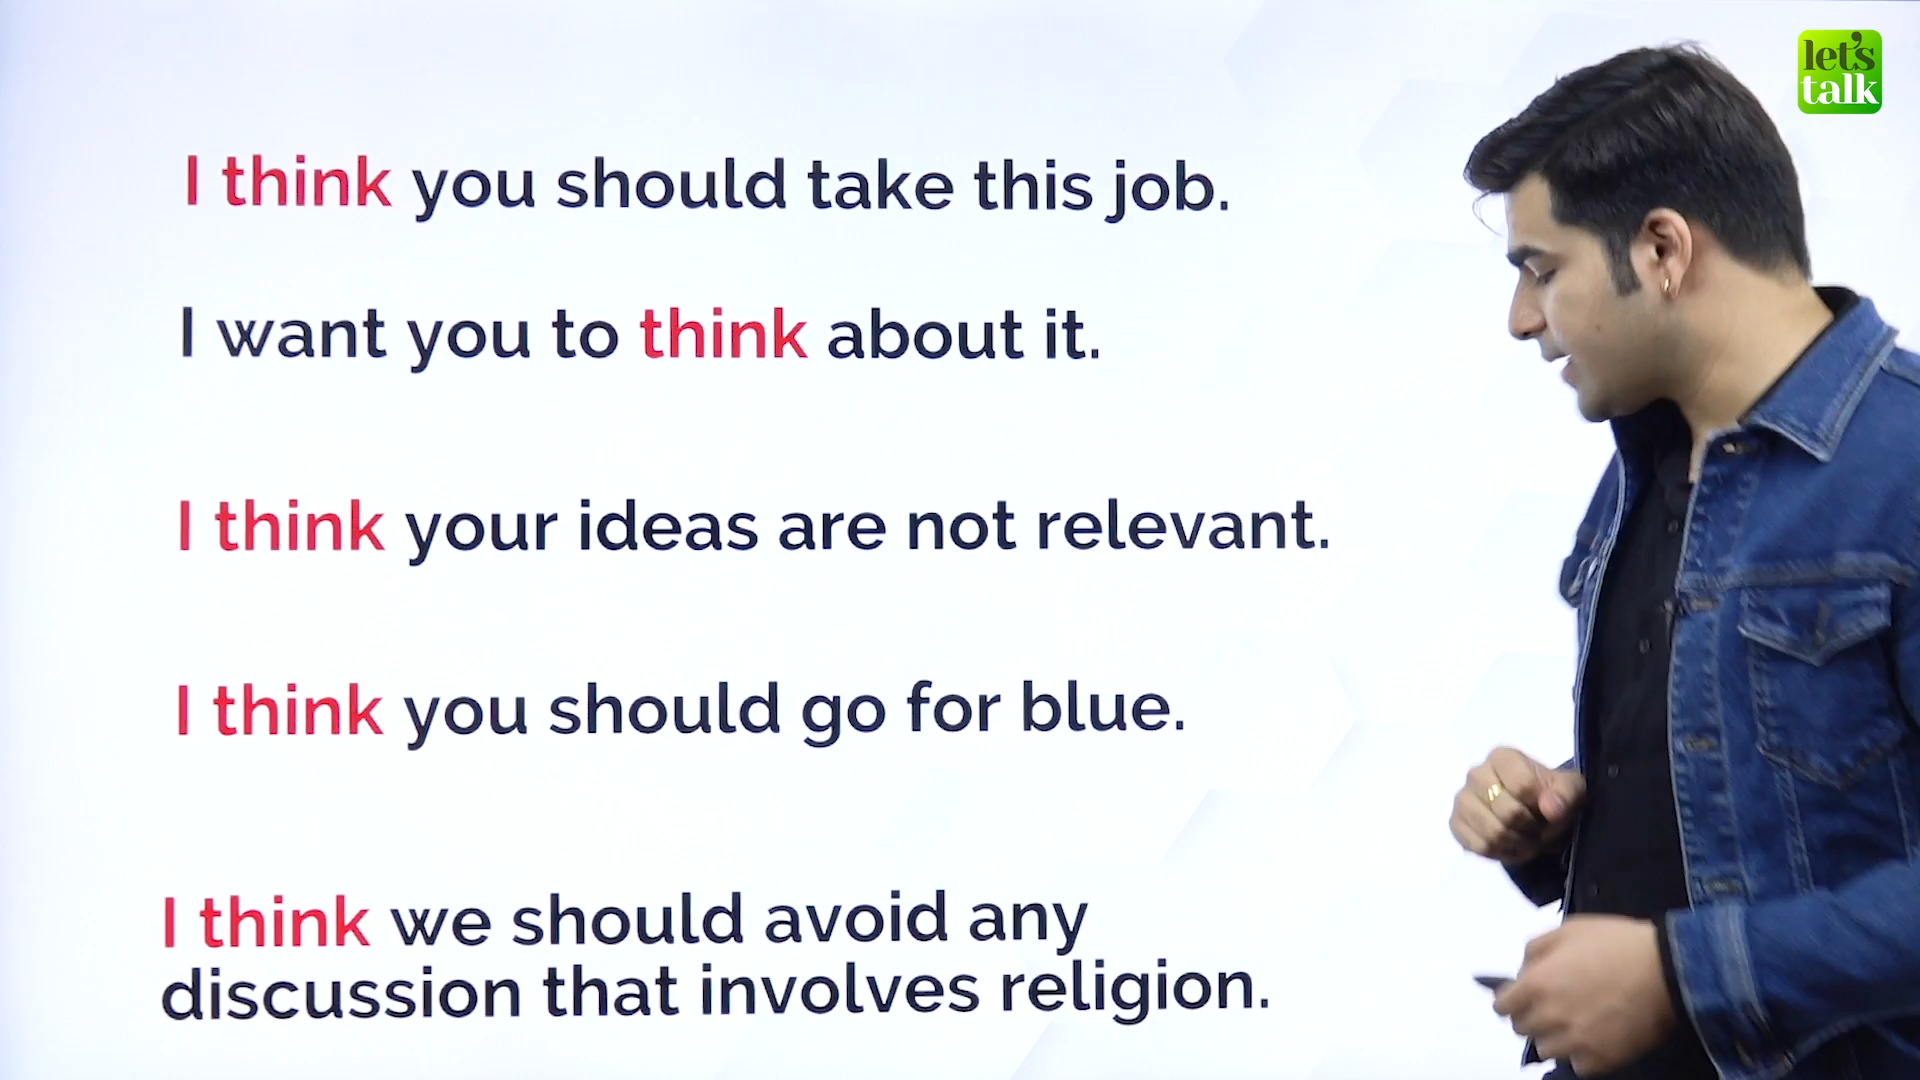 let's
talk
I think you should take this job.
I want you to think about it.
I think your ideas are not relevant.
I think you should go for blue.
I think we should avoid any
discussion that involves religion.